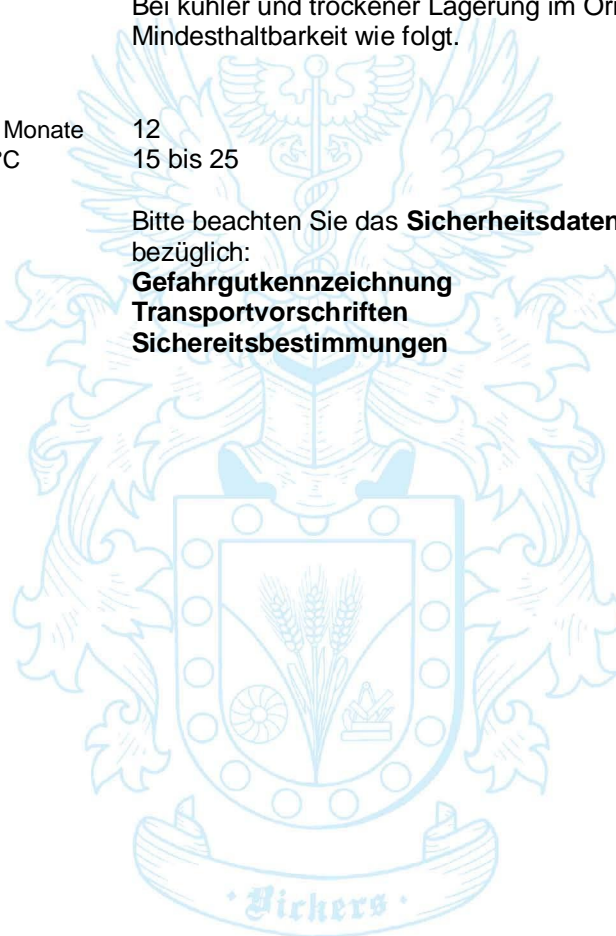 Bei kühler und trockener Lagerung im
Mindesthaltbarkeit wie folgt.
Monate 12
°C 15 bis 25
Bitte beachten Sie das Sicherheitsdaten
bezüglich:
Gefahrgutkennzeichnung
Transportvorschriften
Sichereitsbestimmungen